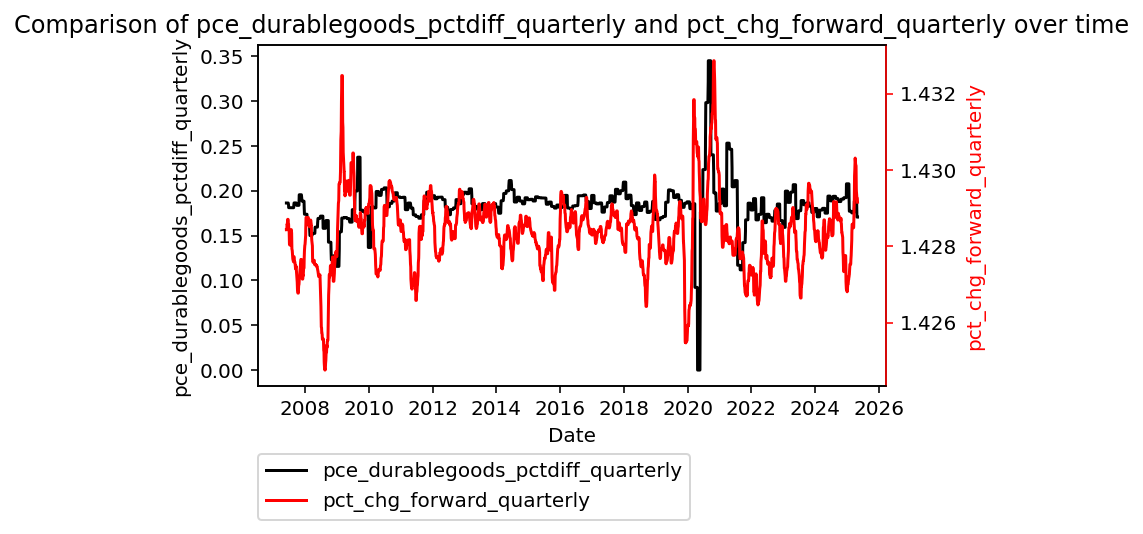 Comparison of pce_durablegoods_pctdiff_quarterly and pct_chg_forward_quarterly over time
pce_durablegoods_pctdiff_quarterly
0.35
0.30
0.25
0.20
0.15
0.10
0.05
0.00
1.432
1.430
1.428
1.426
pct_chg_forward_quarterly
2008 2010 2012 2014 2016 2018 2020 2022 2024 2026
Date
pce_durablegoods_pctdiff_quarterly
pct_chg_forward_quarterly